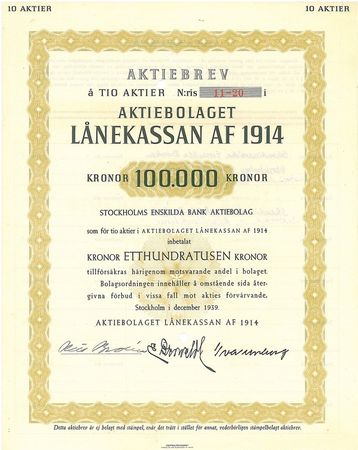 10 AKTIER 10 AKTIER
AKTIEBREV
å TIO AKTIER N:ris 11-20 i
AKTIEBOLAGET
LÅNEKASSAN AF 1914
KRONOR 100.000 KRONOR
STOCKHOLMS ENSKILDA BANK AKTIEBOLAG
som för tio aktier i AKTIEBOLAGET LÅNEKASSAN AF 1914
inbetalat
KRONOR ETTHUNDRATUSEN KRONOR
tillförsäkras härigenom motsvarande andel i bolaget.
Bolagsordningen innehåller å omstående sida åter-
givna förbud i vissa fall mot akties förvärvande.
Stockholm i december 1939.
AKTIEBOLAGET LÅNEKASSAN AF 1914
Detta aktiebrev är ej belagt med stämpel, enär det trätt i stället för annat, vederbörligen stämpelbelagt aktiebrev.